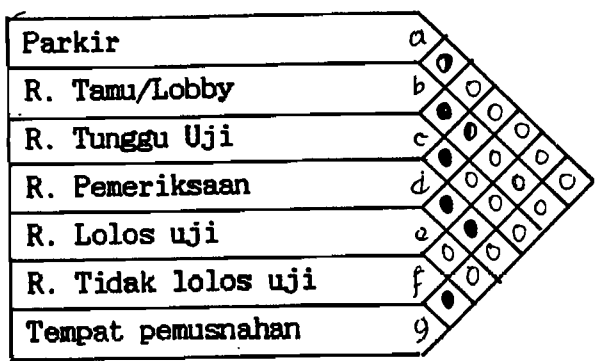 Parkir a
R. Tamu/Lobby b
R. Tunggu Uji c
R. Pemeriksaan d
R. Lolos uji e
R. Tidak lolos uji f
Tempat pemusnahan g